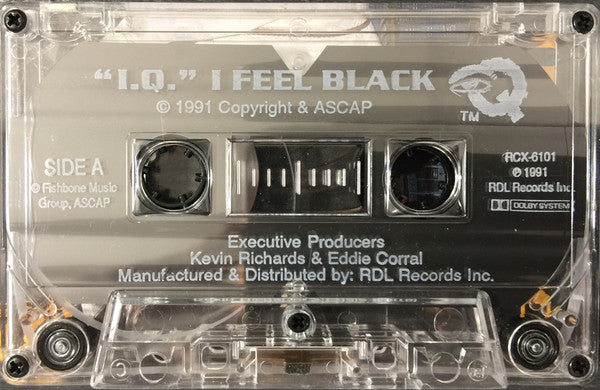 "I.Q." I FEEL BLACK
© 1991 Copyright & ASCAP
TM
SIDE A
© Fishbone Music
Group, ASCAP
RCX-6101
℗ 1991
RDL Records Inc.
DOLBY SYSTEM
Executive Producers
Kevin Richards & Eddie Corral
Manufactured & Distributed by: RDL Records Inc.